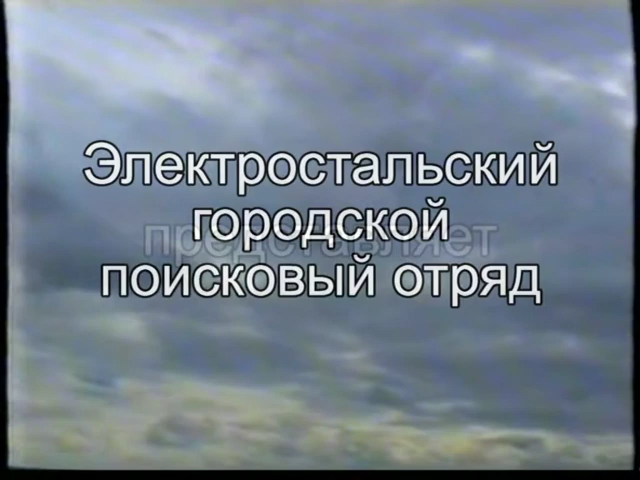 Электростальский
городской
представляет
поисковый отряд